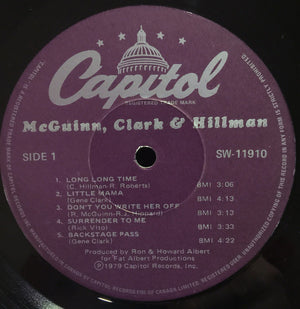 Capitol
REGISTERED TRADE MARK
McGuinn, Clark & Hillman
SIDE 1
SW-11910
1. LONG LONG TIME
(C. Hillman-R. Roberts) BMI 3:06
2. LITTLE MAMA
(Gene Clark) BMI 4:13
3. DON'T YOU WRITE HER OFF
(R. McGuinn-R.J. Hippard) BMI 3:13
4. SURRENDER TO ME
(Rick Vito) BMI 3:33
5. BACKSTAGE PASS
(Gene Clark) BMI 4:22
Produced by Ron & Howard Albert
for Fat Albert Productions
℗1979 Capitol Records, Inc.